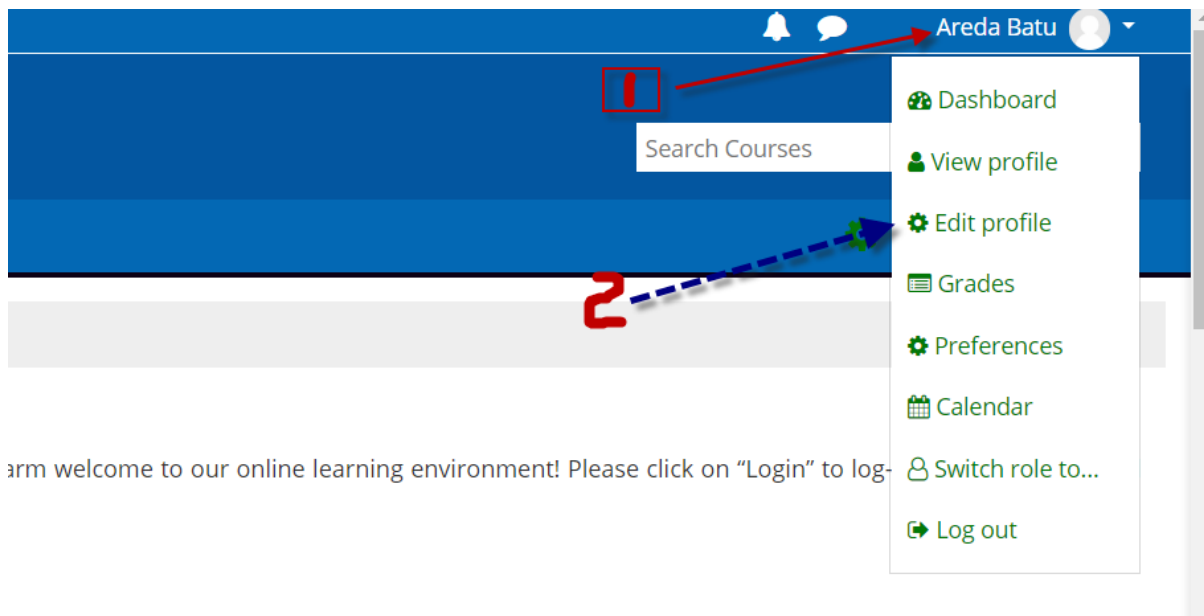 Areda Batu
1
Dashboard
Search Courses
View profile
Edit profile
2
Grades
Preferences
Calendar
arm welcome to our online learning environment! Please click on “Login” to log-
Switch role to...
Log out